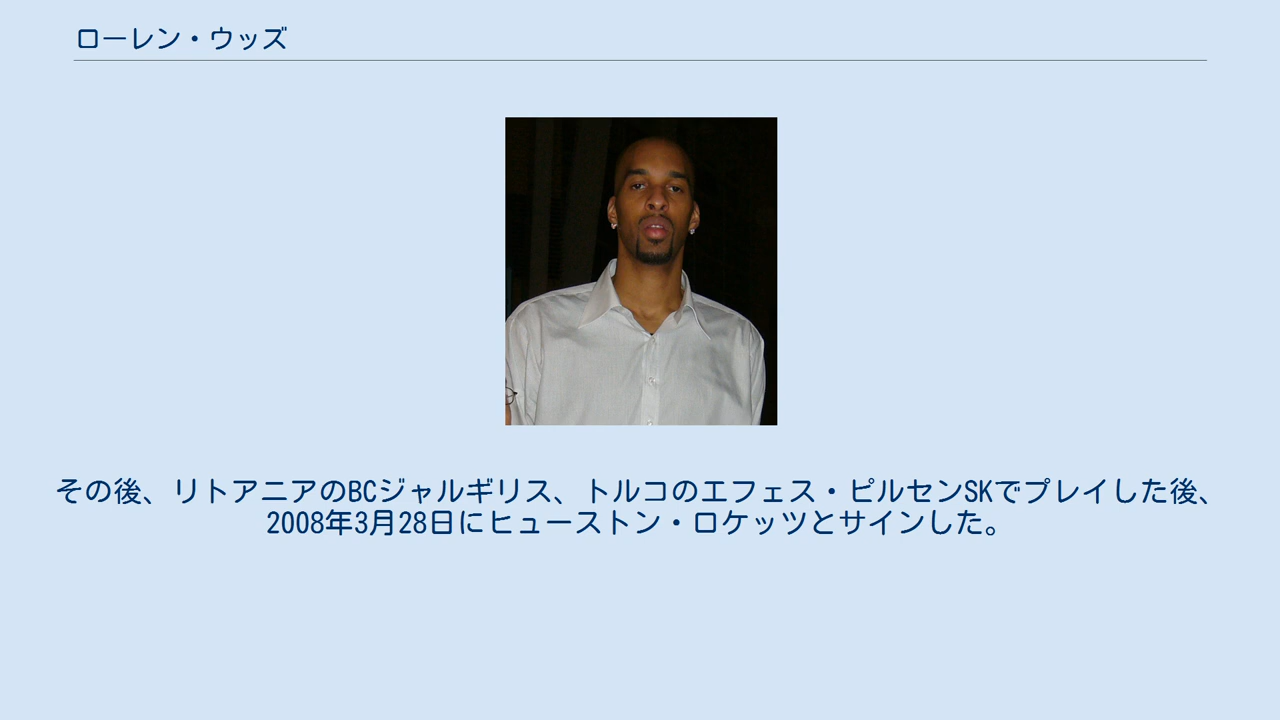 ローレン・ウッズ
その後、リトアニアのBCジャルギリス、トルコのエフェス・ピルセンSKでプレイした後、
2008年3月28日にヒューストン・ロケッツとサインした。